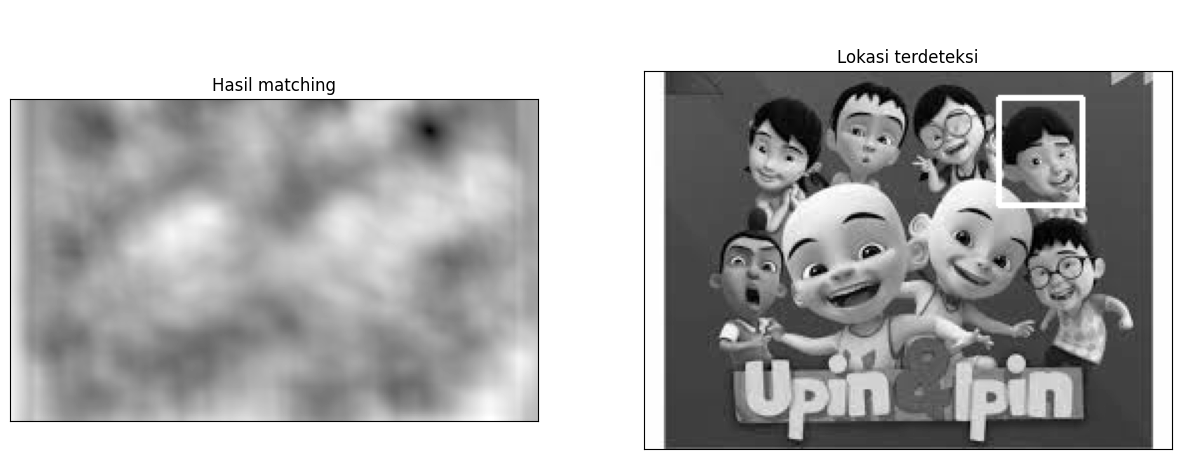 Hasil matching
Lokasi terdeteksi
Upin & Ipin